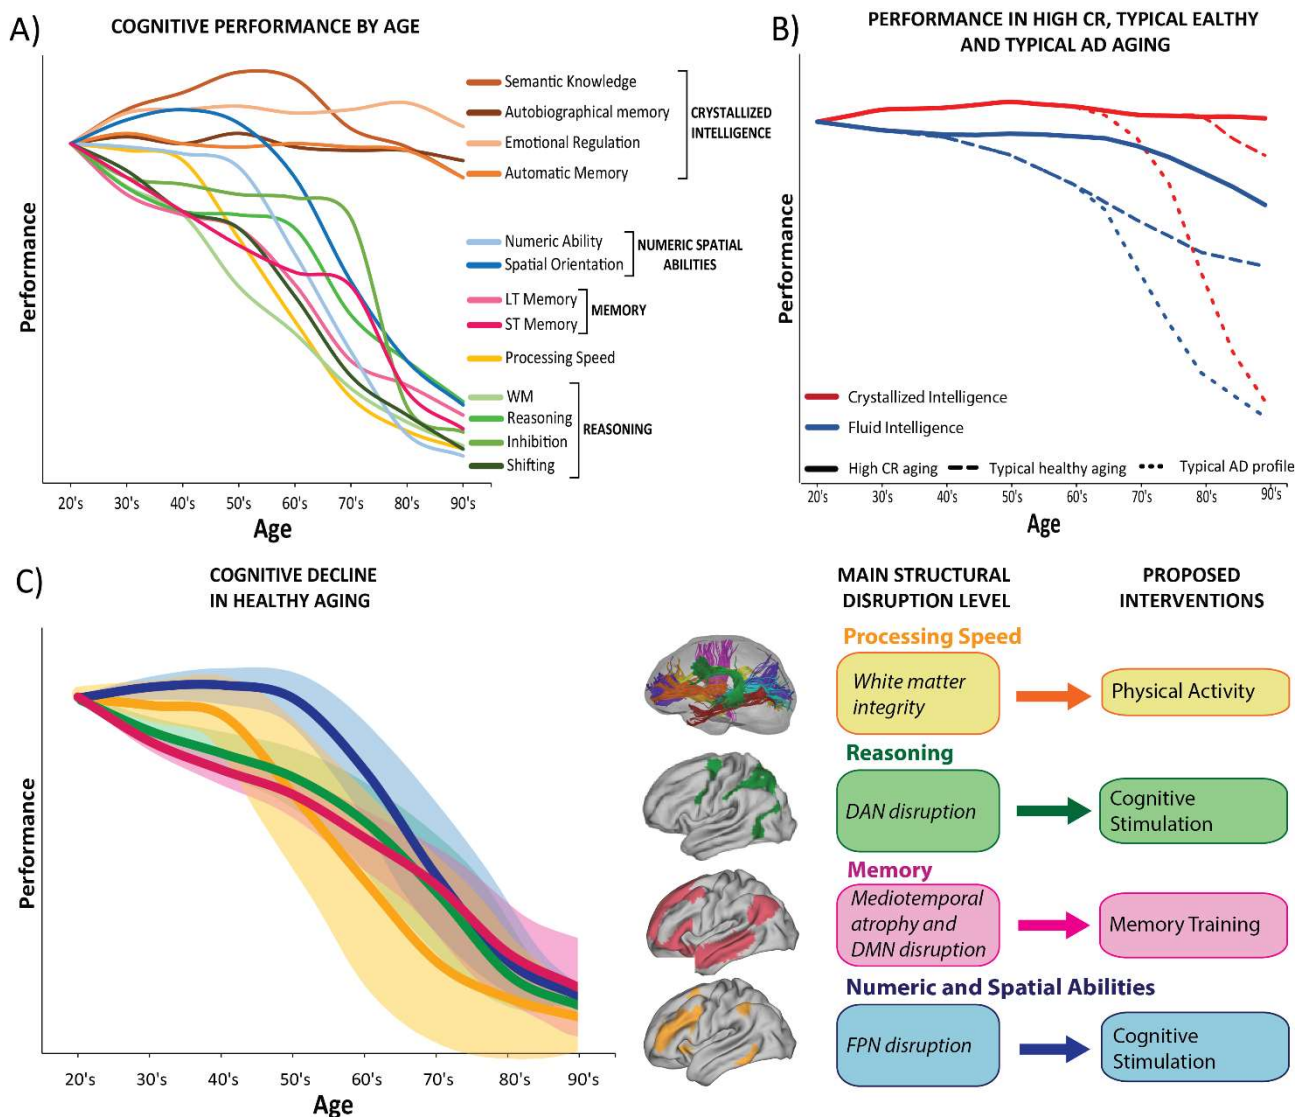 A)
COGNITIVE PERFORMANCE BY AGE
Performance
Semantic Knowledge
Autobiographical memory
Emotional Regulation
Automatic Memory
CRYSTALLIZED
INTELLIGENCE
Numeric Ability
Spatial Orientation
NUMERIC SPATIAL
ABILITIES
LT Memory
ST Memory
MEMORY
Processing Speed
WM
Reasoning
Inhibition
Shifting
REASONING
20's 30's 40's 50's 60's 70's 80's 90's
Age
B)
PERFORMANCE IN HIGH CR, TYPICAL EALTHY
AND TYPICAL AD AGING
Performance
Crystallized Intelligence
Fluid Intelligence
High CR aging Typical healthy aging Typical AD profile
20's 30's 40's 50's 60's 70's 80's 90's
Age
C)
COGNITIVE DECLINE
IN HEALTHY AGING
Performance
20's 30's 40's 50's 60's 70's 80's 90's
Age
MAIN STRUCTURAL
DISRUPTION LEVEL
PROPOSED
INTERVENTIONS
Processing Speed
White matter
integrity
Physical Activity
Reasoning
DAN disruption
Cognitive
Stimulation
Memory
Mediotemporal
atrophy and
DMN disruption
Memory Training
Numeric and Spatial Abilities
FPN disruption
Cognitive
Stimulation